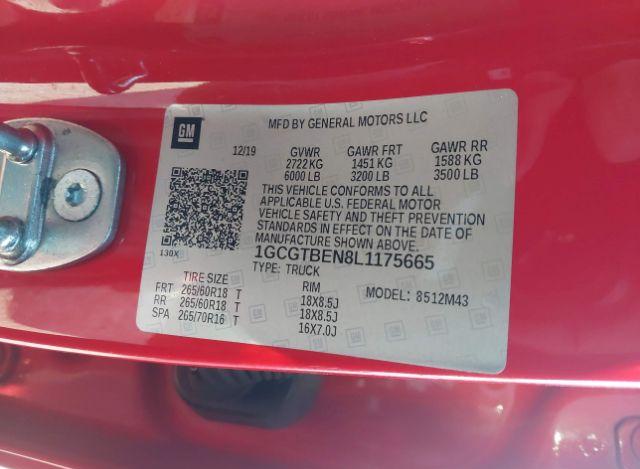 GM
MFD BY GENERAL MOTORS LLC
12/19 GVWR GAWR FRT GAWR RR
2722 KG 1451 KG 1588 KG
6000 LB 3200 LB 3500 LB
THIS VEHICLE CONFORMS TO ALL
APPLICABLE U.S. FEDERAL MOTOR
VEHICLE SAFETY AND THEFT PREVENTION
STANDARDS IN EFFECT ON THE DATE OF
MANUFACTURE SHOWN ABOVE.
130X 1GCGTBEN8L1175665
TYPE: TRUCK
TIRE SIZE RIM MODEL: 8512M43
FRT 265/60R18 T 18X8.5J
RR 265/60R18 T 18X8.5J
SPA 265/70R16 T 16X7.0J